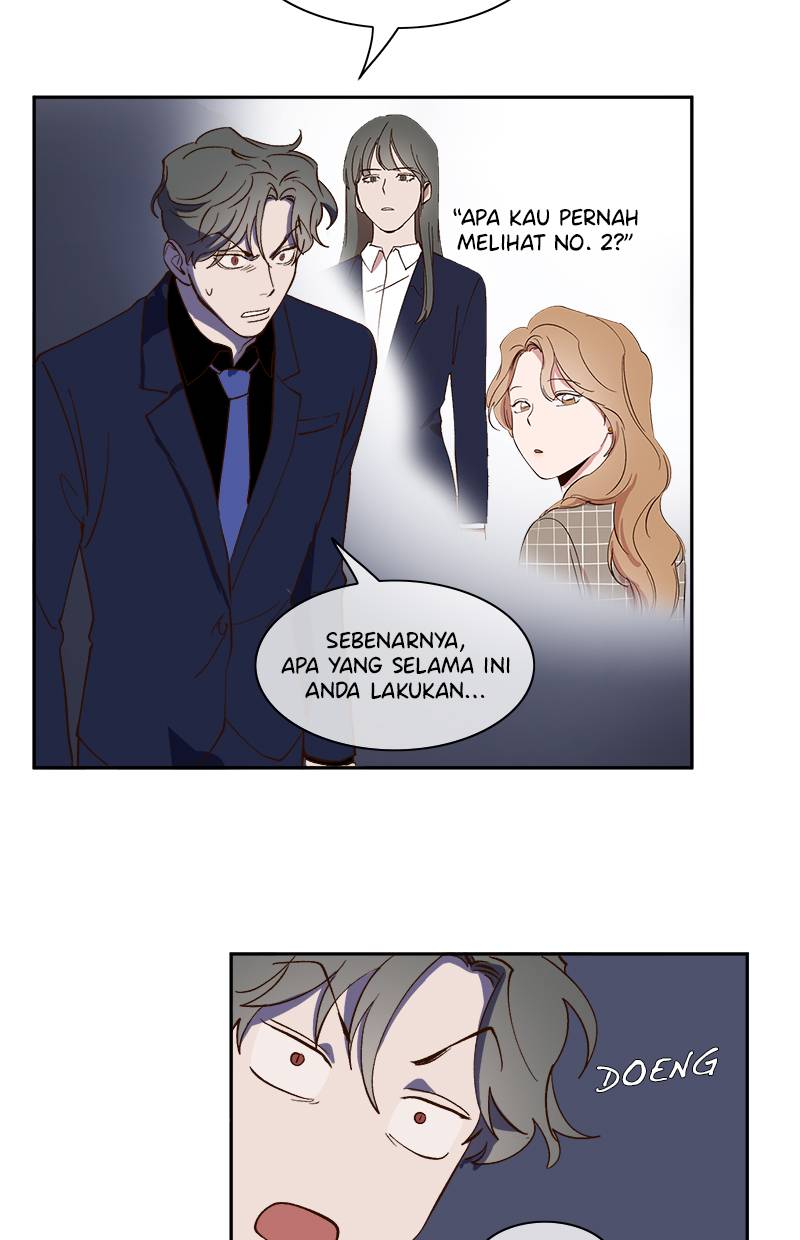 “APA KAU PERNAH
MELIHAT NO. 2?”
SEBENARNYA,
APA YANG SELAMA INI
ANDA LAKUKAN...
DOENG